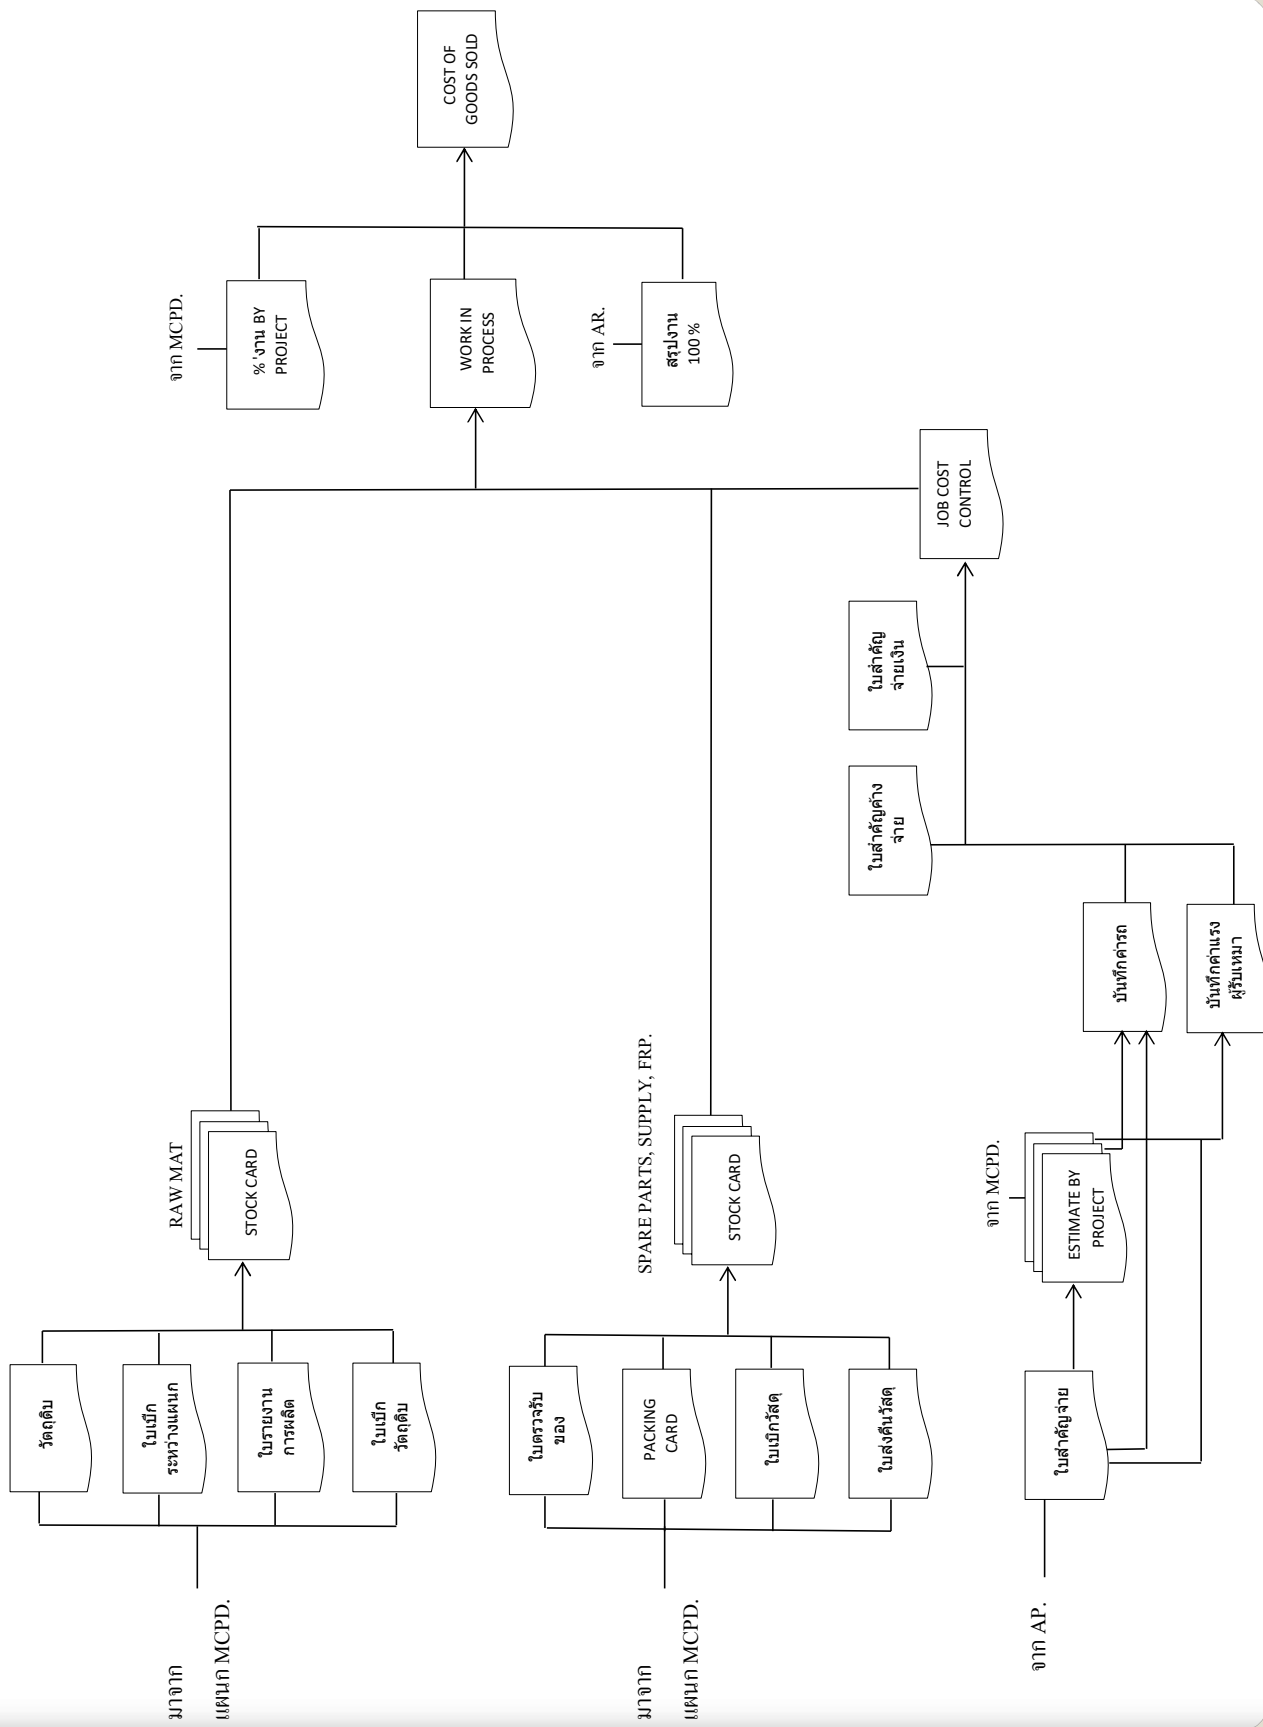 มาจาก
แผนก MCPD.
วัตถุดิบ
ใบเบิก
ระหว่างแผนก
ใบรายงาน
การผลิต
ใบเบิก
วัตถุดิบ
RAW MAT
STOCK CARD
จาก MCPD.
% 'งาน BY
PROJECT
WORK IN
PROCESS
จาก AR.
สรุปงาน
100 %
COST OF
GOODS SOLD
มาจาก
แผนก MCPD.
ใบตรวจรับ
ของ
PACKING
CARD
ใบเบิกวัสดุ
ใบส่งคืนวัสดุ
SPARE PARTS, SUPPLY, FRP.
STOCK CARD
ใบสำคัญค้าง
จ่าย
ใบสำคัญ
จ่ายเงิน
JOB COST
CONTROL
จาก AP.
ใบสำคัญจ่าย
จาก MCPD.
ESTIMATE BY
PROJECT
บันทึกค่ารถ
บันทึกค่าแรง
ผู้รับเหมา